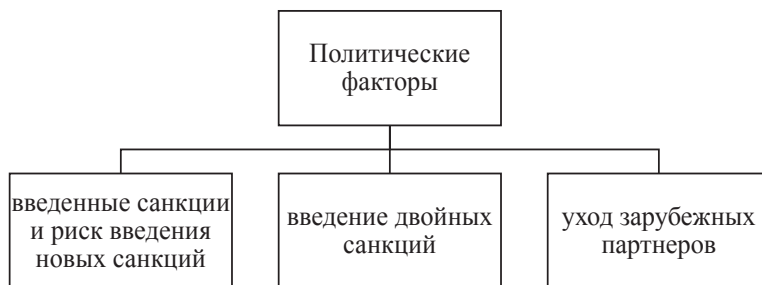 Политические
факторы
введенные санкции
и риск введения
новых санкций
введение двойных
санкций
уход зарубежных
партнеров